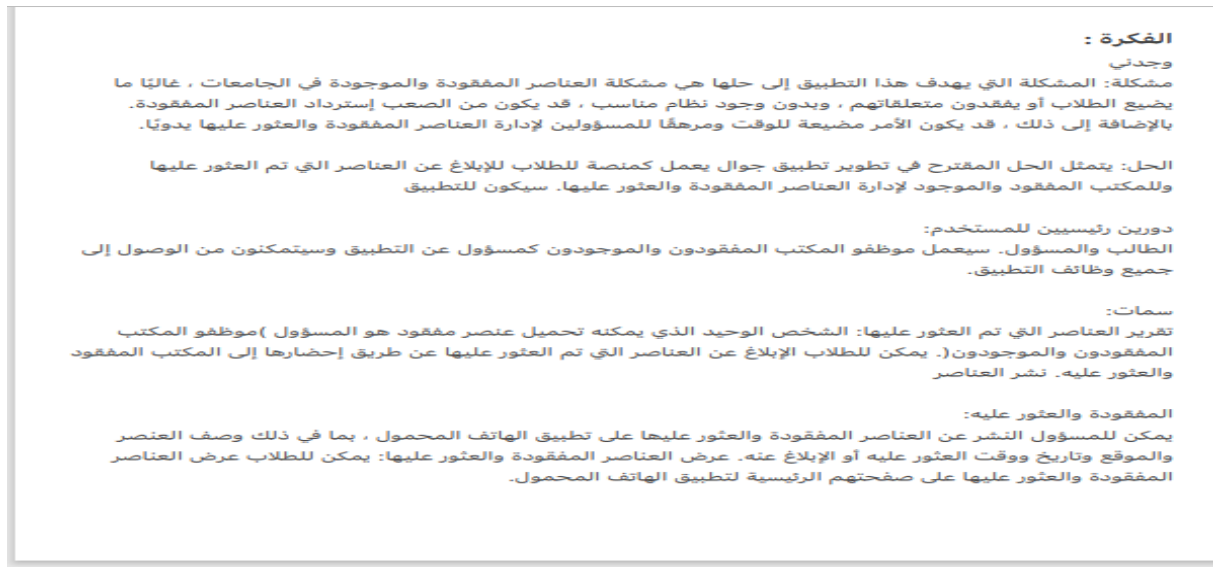 الفكرة :
وجدني
مشكلة: المشكلة التي يهدف هذا التطبيق إلى حلها هي مشكلة العناصر المفقودة والموجودة في الجامعات ، غالبًا ما
يضيع الطلاب أو يفقدون متعلقاتهم ، وبدون وجود نظام مناسب ، قد يكون من الصعب إسترداد العناصر المفقودة.
بالإضافة إلى ذلك ، قد يكون الأمر مضيعة للوقت ومرهقًا للمسؤولين لإدارة العناصر المفقودة والعثور عليها يدويًا.
الحل: يتمثل الحل المقترح في تطوير تطبيق جوال يعمل كمنصة للطلاب للإبلاغ عن العناصر التي تم العثور عليها
وللمكتب المفقود والموجود لإدارة العناصر المفقودة والعثور عليها. سيكون للتطبيق
دورين رئيسيين للمستخدم:
الطالب والمسؤول. سيعمل موظفو المكتب المفقودون والموجودون كمسؤول عن التطبيق وسيتمكنون من الوصول إلى
جميع وظائف التطبيق.
سمات:
تقرير العناصر التي تم العثور عليها: الشخص الوحيد الذي يمكنه تحميل عنصر مفقود هو المسؤول )موظفو المكتب
المفقودون والموجودون(. يمكن للطلاب الإبلاغ عن العناصر التي تم العثور عليها عن طريق إحضارها إلى المكتب المفقود
والعثور عليه. نشر العناصر
المفقودة والعثور عليه:
يمكن للمسؤول النشر عن العناصر المفقودة والعثور عليها على تطبيق الهاتف المحمول ، بما في ذلك وصف العنصر
والموقع وتاريخ ووقت العثور عليه أو الإبلاغ عنه. عرض العناصر المفقودة والعثور عليها: يمكن للطلاب عرض العناصر
المفقودة والعثور عليها على صفحتهم الرئيسية لتطبيق الهاتف المحمول.